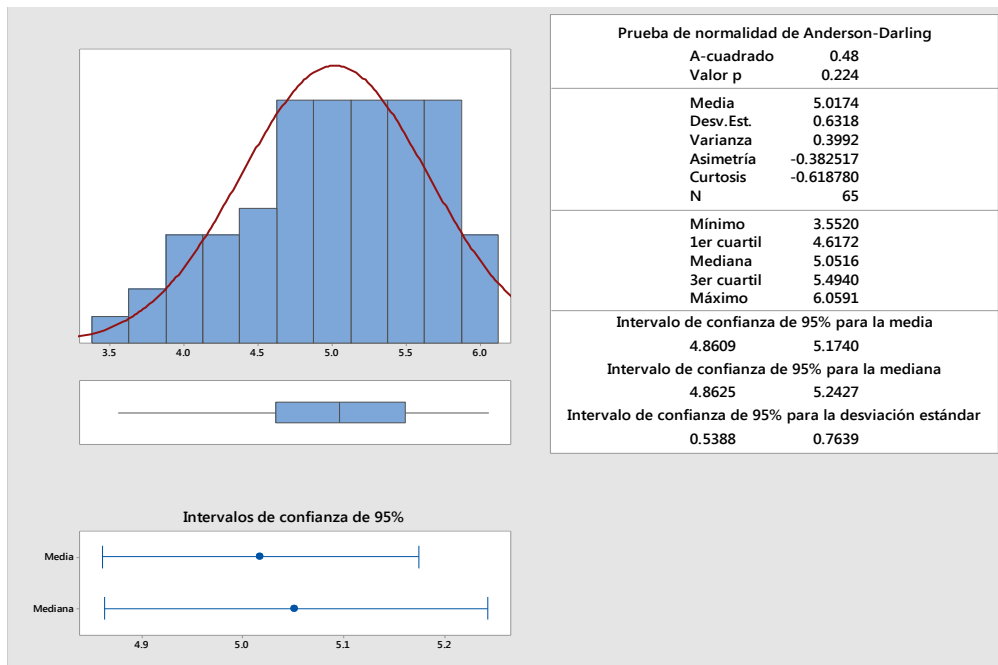 Prueba de normalidad de Anderson-Darling
A-cuadrado 0.48
Valor p 0.224
Media 5.0174
Desv.Est. 0.6318
Varianza 0.3992
Asimetría -0.382517
Curtosis -0.618780
N 65
Mínimo 3.5520
1er cuartil 4.6172
Mediana 5.0516
3er cuartil 5.4940
Máximo 6.0591
Intervalo de confianza de 95% para la media
4.8609 5.1740
Intervalo de confianza de 95% para la mediana
4.8625 5.2427
Intervalo de confianza de 95% para la desviación estándar
0.5388 0.7639
3.5 4.0 4.5 5.0 5.5 6.0
Intervalos de confianza de 95%
Media
Mediana
4.9 5.0 5.1 5.2